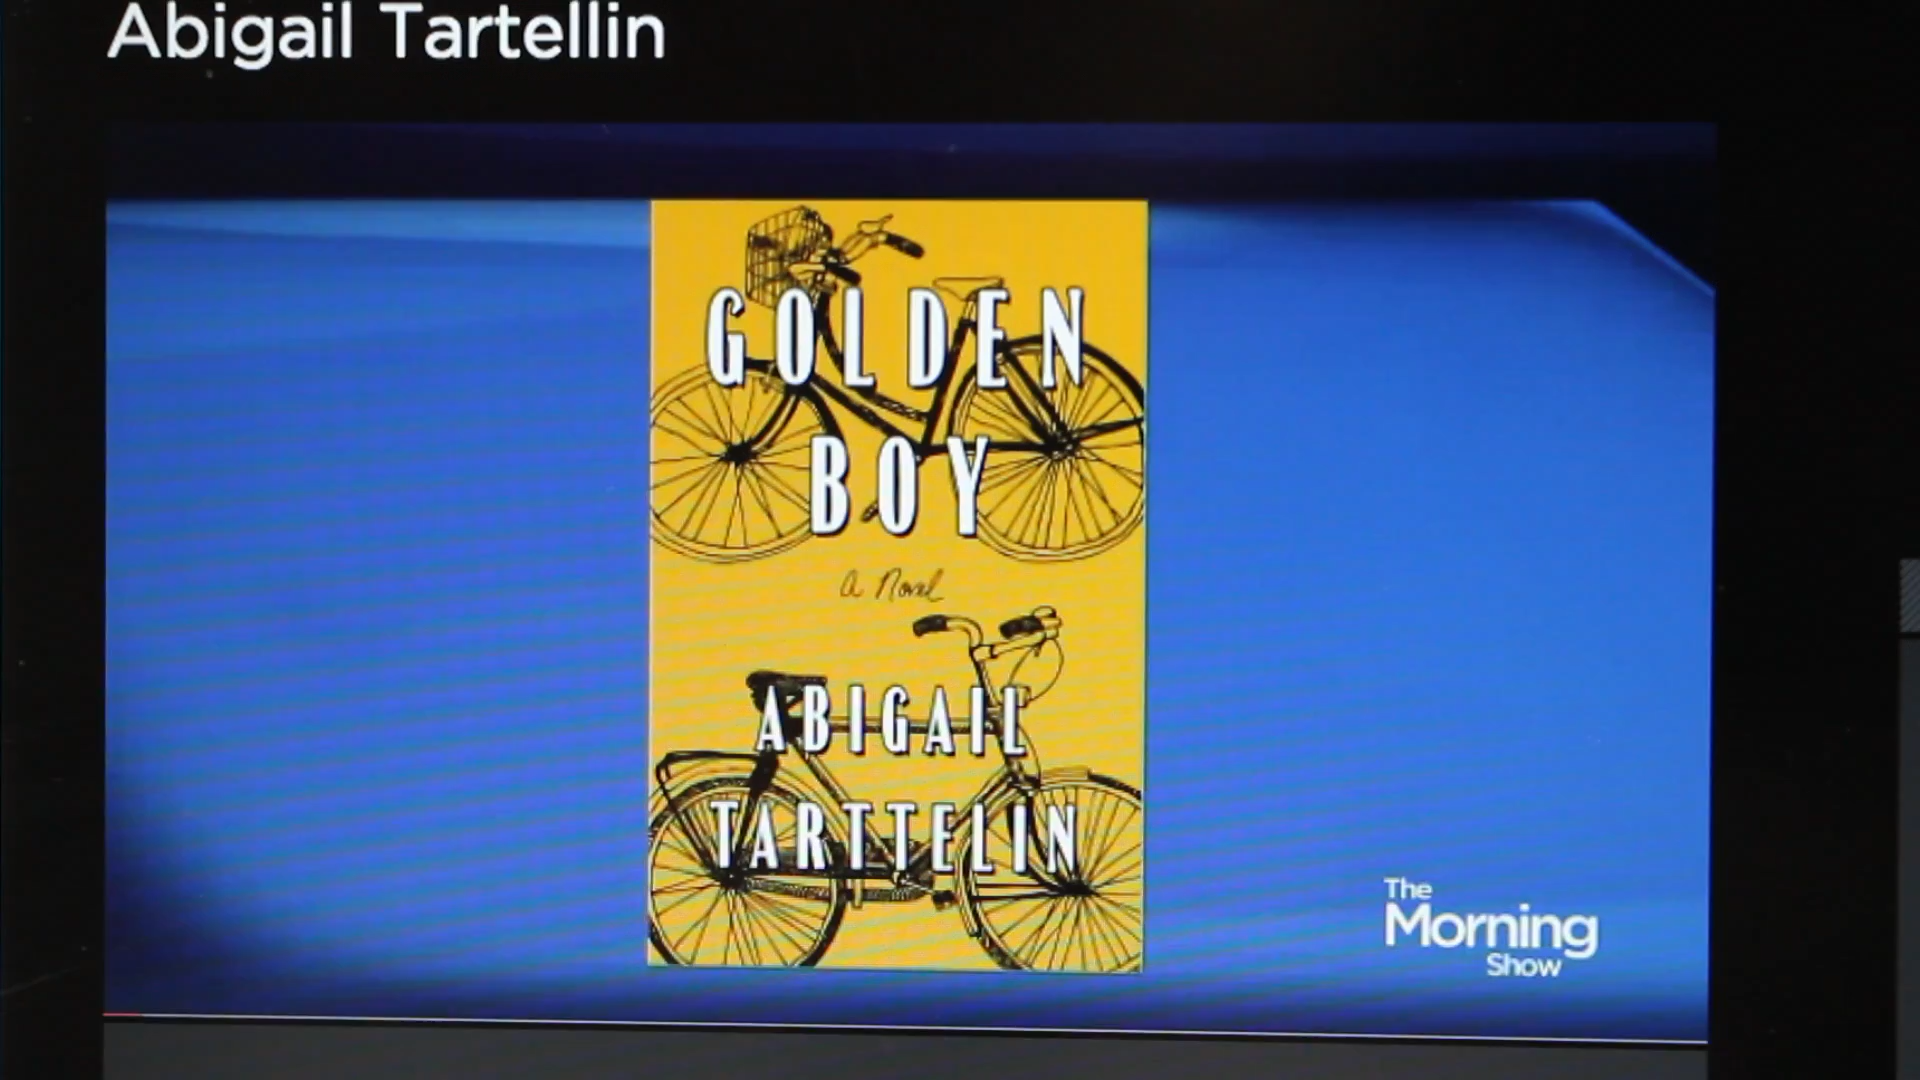 Abigail Tartellin
GOLDEN
BOY
a Novel
ABIGAIL
TARTTELIN
The
Morning
Show